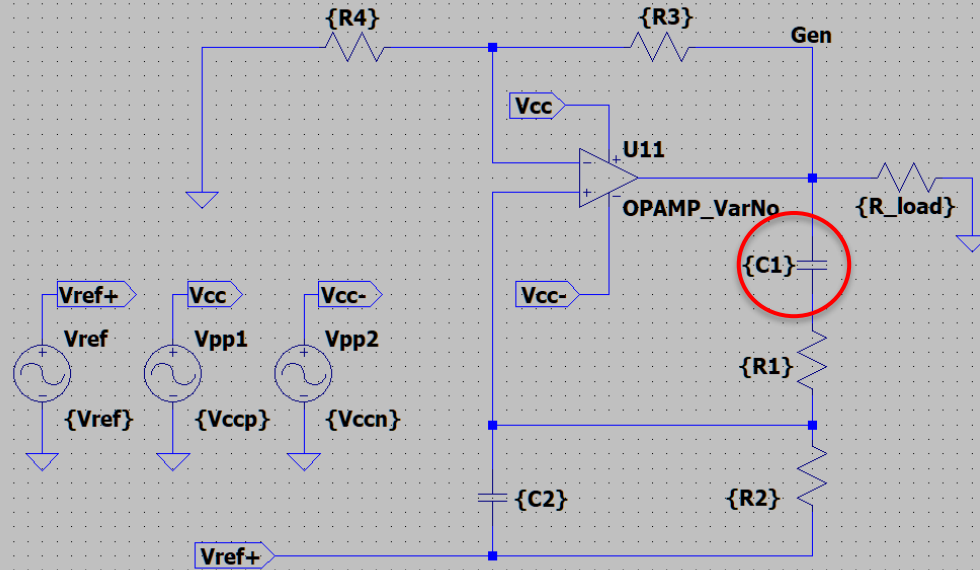 {R4}
{R3}
Gen
Vcc
U11
OPAMP_VarNo
{R_load}
{C1}
Vref+
Vcc
Vcc-
Vcc-
Vref
Vpp1
Vpp2
{R1}
{Vref}
{Vccp}
{Vccn}
{C2}
{R2}
Vref+